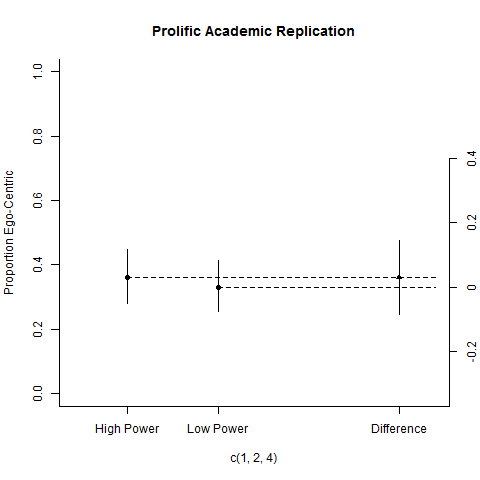 Prolific Academic Replication
Proportion Ego-Centric
1.0
0.8
0.6
0.4
0.2
0.0
0.4
0.2
0
-0.2
High Power
Low Power
Difference
c(1, 2, 4)